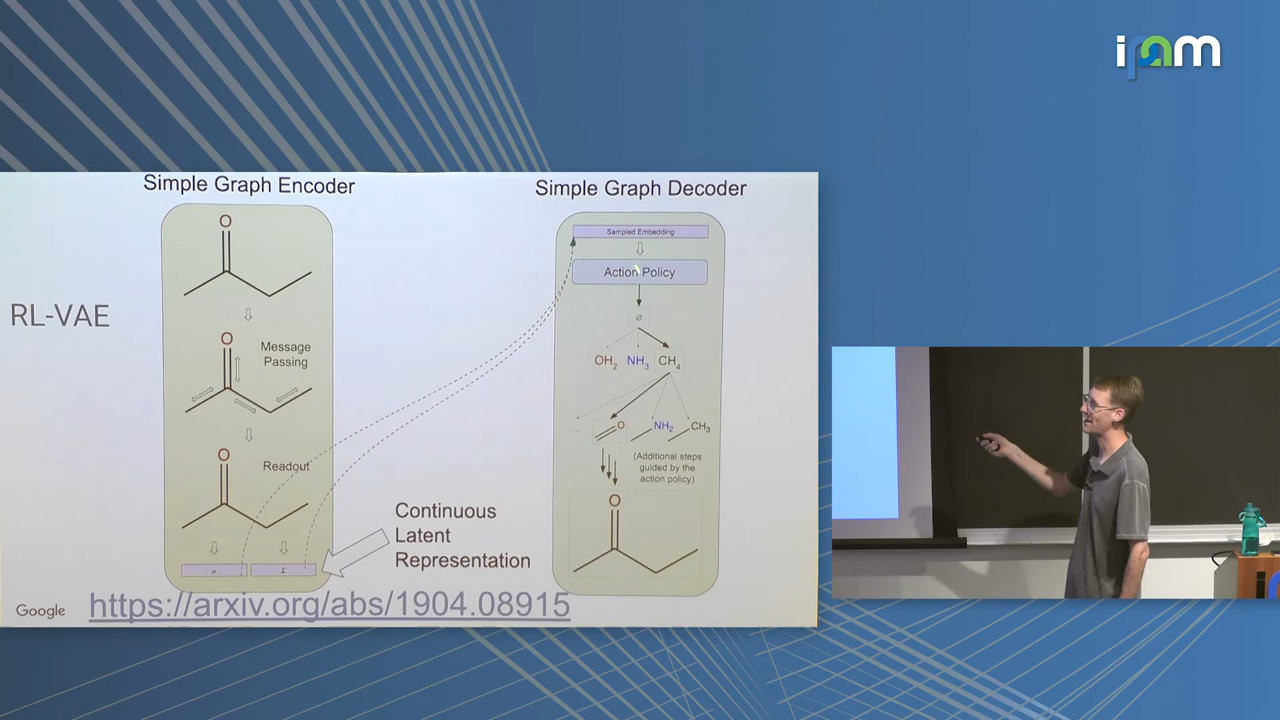 ipam
Simple Graph Encoder
Simple Graph Decoder
RL-VAE
O
O
Message
Passing
O
Readout
μ
Σ
Continuous
Latent
Representation
Sampled Embedding
Action Policy
∅
OH₂ NH₃ CH₄
... O NH₂ CH₃
(Additional steps
guided by the
action policy)
O
Google
https://arxiv.org/abs/1904.08915